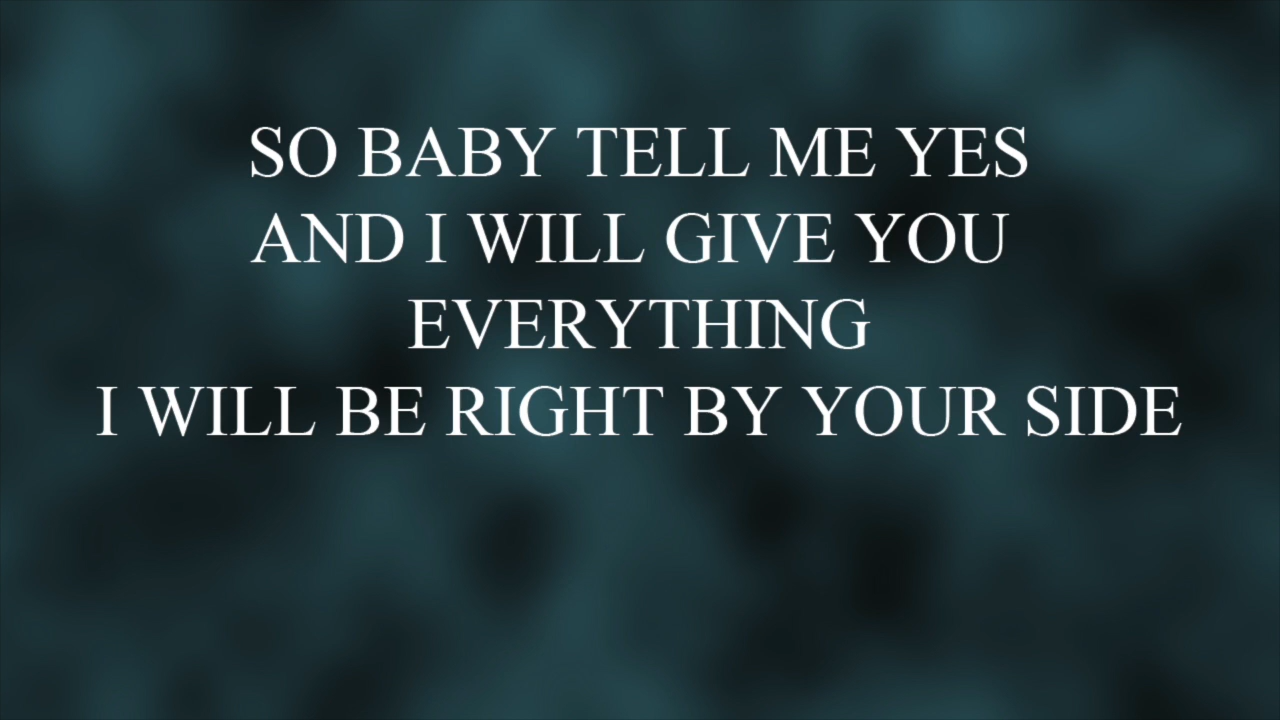 SO BABY TELL ME YES
AND I WILL GIVE YOU
EVERYTHING
I WILL BE RIGHT BY YOUR SIDE